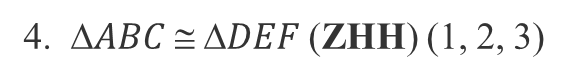 4. ΔABC ≅ ΔDEF (ZHH) (1, 2, 3)